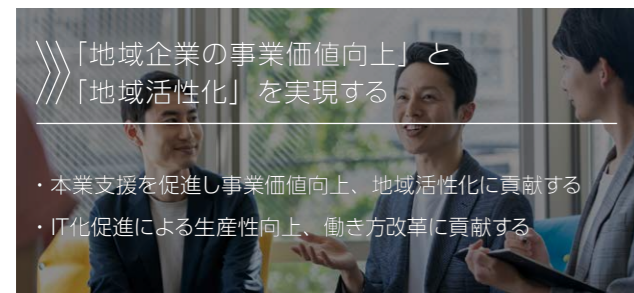 「地域企業の事業価値向上」と
「地域活性化」を実現する
・本業支援を促進し事業価値向上、地域活性化に貢献する
・IT化促進による生産性向上、働き方改革に貢献する